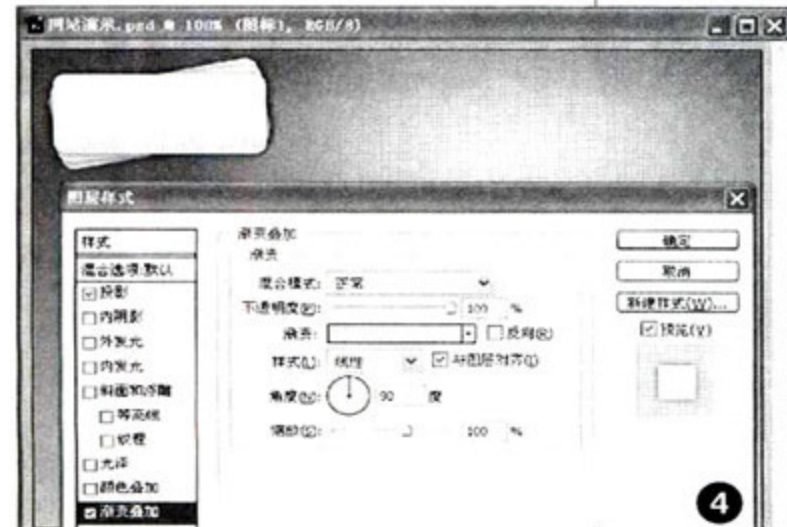 网站演示.psd @ 100% (图标, RGB/8)
图层样式
样式
混合选项:默认
投影
内阴影
外发光
内发光
斜面和浮雕
等高线
纹理
光泽
颜色叠加
渐变叠加
渐变叠加
渐变
混合模式: 正常
不透明度(P): 100 %
渐变: 反向(R)
样式(L): 线性 与图层对齐(I)
角度(N): 90 度
缩放(S): 100 %
确定
取消
新建样式(W)...
预览(V)
4